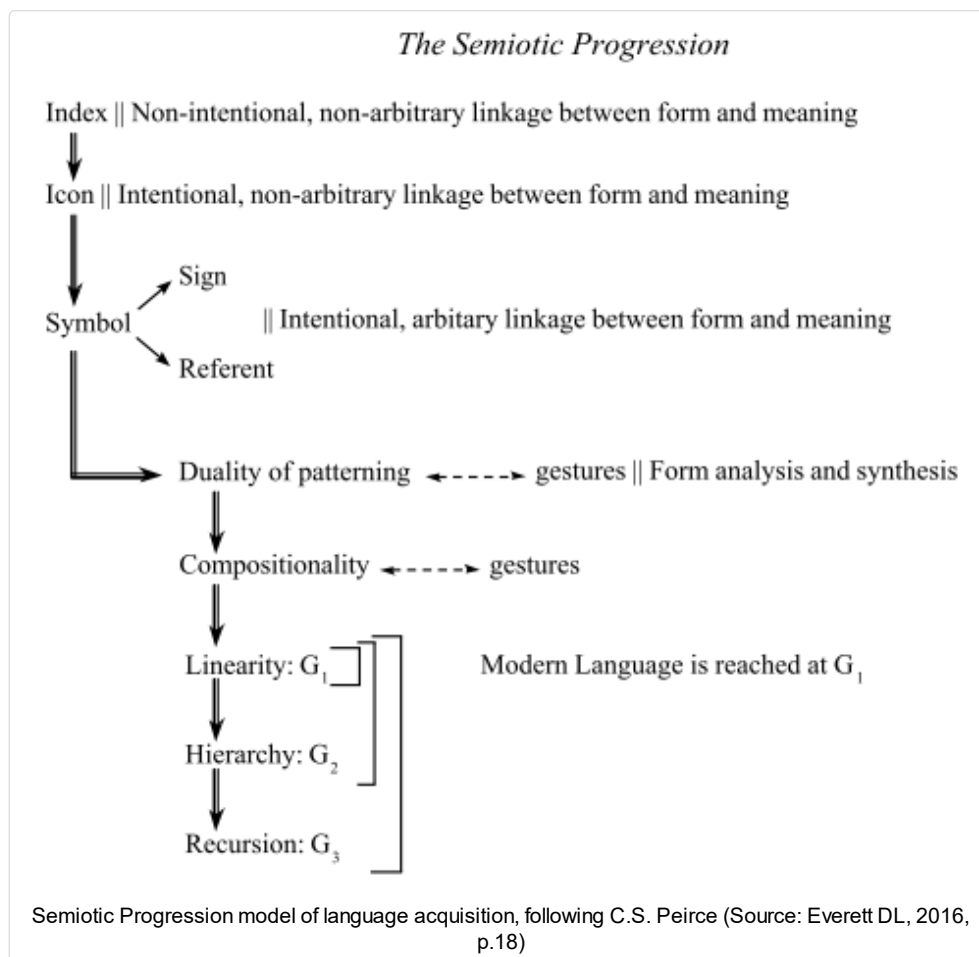 The Semiotic Progression
Index || Non-intentional, non-arbitrary linkage between form and meaning
Icon || Intentional, non-arbitrary linkage between form and meaning
Sign
Symbol || Intentional, arbitary linkage between form and meaning
Referent
Duality of patterning gestures || Form analysis and synthesis
Compositionality gestures
Linearity: G₁ Modern Language is reached at G₁
Hierarchy: G₂
Recursion: G₃
Semiotic Progression model of language acquisition, following C.S. Peirce (Source: Everett DL, 2016,
p.18)